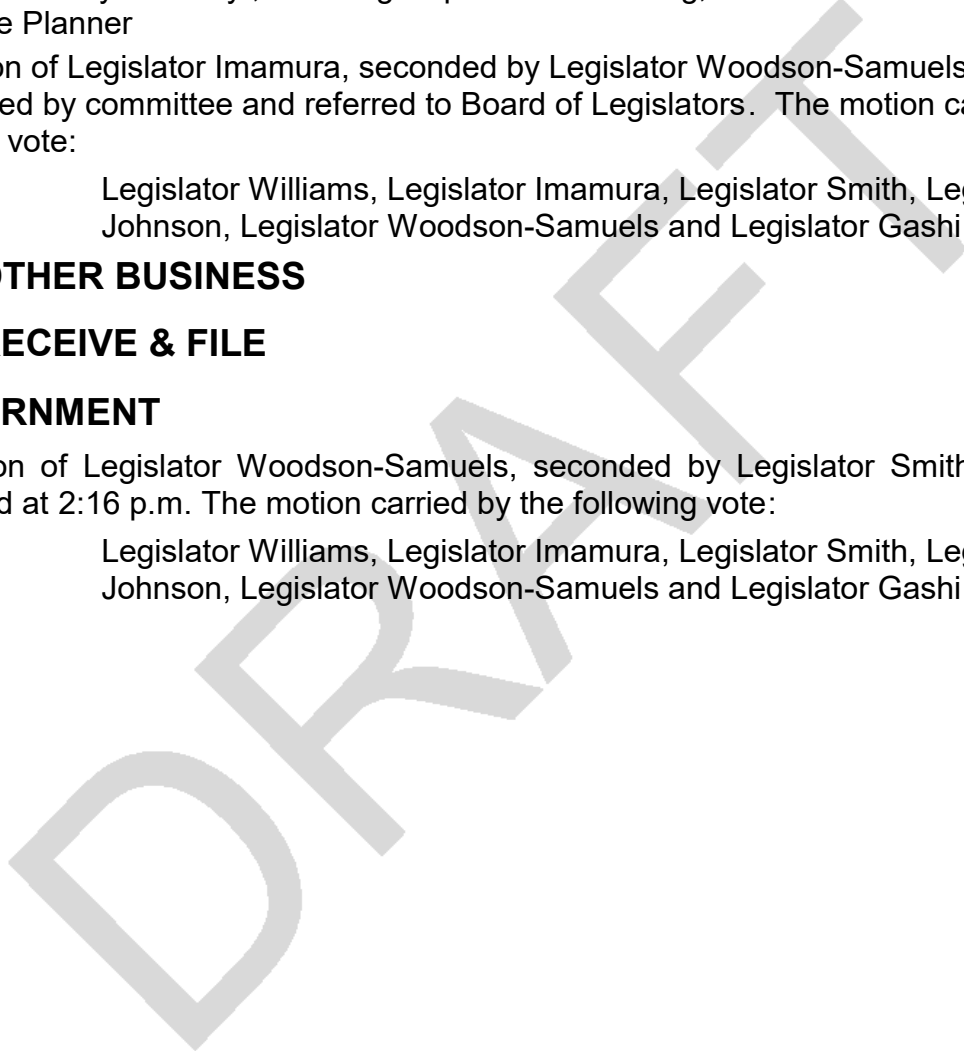 e Planner
on of Legislator Imamura, seconded by Legislator Woodson-Samuels
ed by committee and referred to Board of Legislators. The motion ca
vote:
Legislator Williams, Legislator Imamura, Legislator Smith, Leg
Johnson, Legislator Woodson-Samuels and Legislator Gashi
OTHER BUSINESS
RECEIVE & FILE
RNMENT
on of Legislator Woodson-Samuels, seconded by Legislator Smith
d at 2:16 p.m. The motion carried by the following vote:
Legislator Williams, Legislator Imamura, Legislator Smith, Leg
Johnson, Legislator Woodson-Samuels and Legislator Gashi
DRAFT